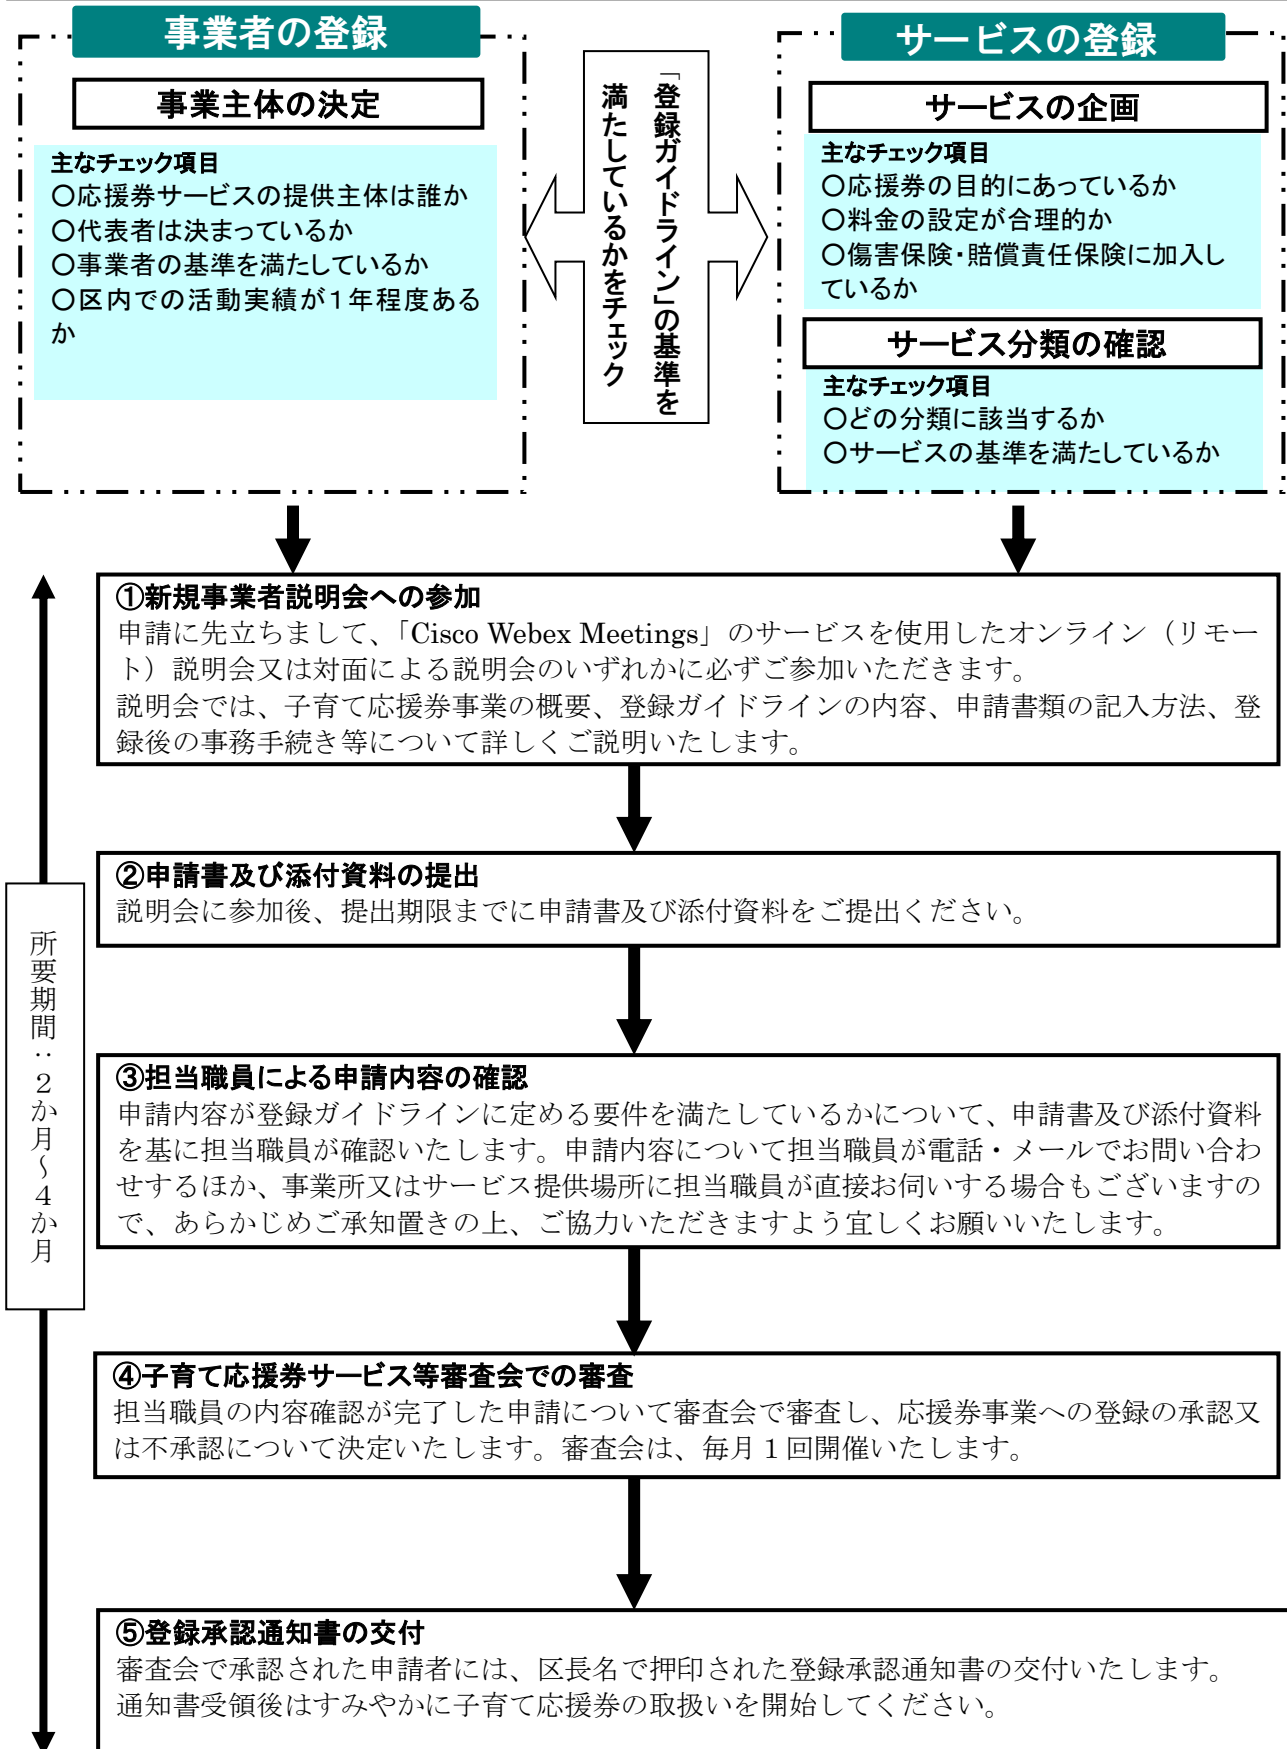 事業者の登録
事業主体の決定
主なチェック項目
〇応援券サービスの提供主体は誰か
〇代表者は決まっているか
〇事業者の基準を満たしているか
〇区内での活動実績が１年程度ある
か
「登録ガイドライン」の基準を
満たしているかをチェック
サービスの登録
サービスの企画
主なチェック項目
〇応援券の目的にあっているか
〇料金の設定が合理的か
〇傷害保険・賠償責任保険に加入し
ているか
サービス分類の確認
主なチェック項目
〇どの分類に該当するか
〇サービスの基準を満たしているか
所要期間：２か月～４か月
①新規事業者説明会への参加
申請に先立ちまして、「Cisco Webex Meetings」のサービスを使用したオンライン（リモー
ト）説明会又は対面による説明会のいずれかに必ずご参加いただきます。
説明会では、子育て応援券事業の概要、登録ガイドラインの内容、申請書類の記入方法、登
録後の事務手続き等について詳しくご説明いたします。
②申請書及び添付資料の提出
説明会に参加後、提出期限までに申請書及び添付資料をご提出ください。
③担当職員による申請内容の確認
申請内容が登録ガイドラインに定める要件を満たしているかについて、申請書及び添付資料
を基に担当職員が確認いたします。申請内容について担当職員が電話・メールでお問い合わ
せするほか、事業所又はサービス提供場所に担当職員が直接お伺いする場合もございますの
で、あらかじめご承知置きの上、ご協力いただきますよう宜しくお願いいたします。
④子育て応援券サービス等審査会での審査
担当職員の内容確認が完了した申請について審査会で審査し、応援券事業への登録の承認又
は不承認について決定いたします。審査会は、毎月１回開催いたします。
⑤登録承認通知書の交付
審査会で承認された申請者には、区長名で押印された登録承認通知書の交付いたします。
通知書受領後はすみやかに子育て応援券の取扱いを開始してください。